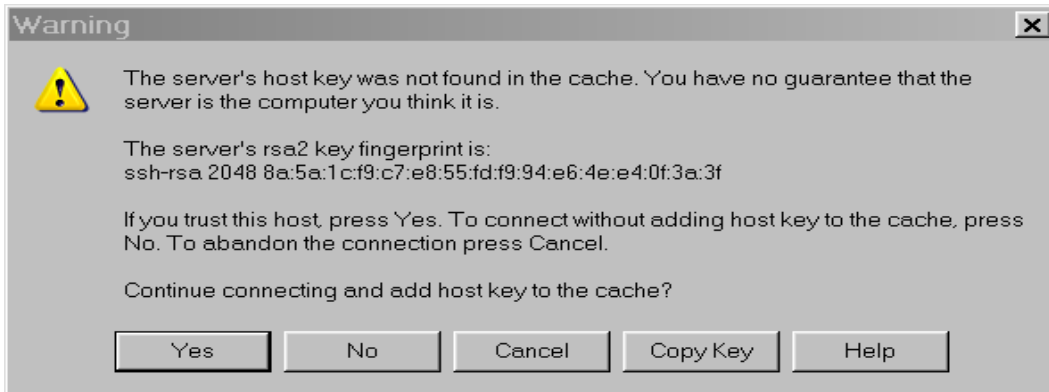 Warning
The server's host key was not found in the cache. You have no guarantee that the
server is the computer you think it is.
The server's rsa2 key fingerprint is:
ssh-rsa 2048 8a:5a:1c:f9:c7:e8:55:fd:f9:94:e6:4e:e4:0f:3a:3f
If you trust this host, press Yes. To connect without adding host key to the cache, press
No. To abandon the connection press Cancel.
Continue connecting and add host key to the cache?
Yes No Cancel Copy Key Help